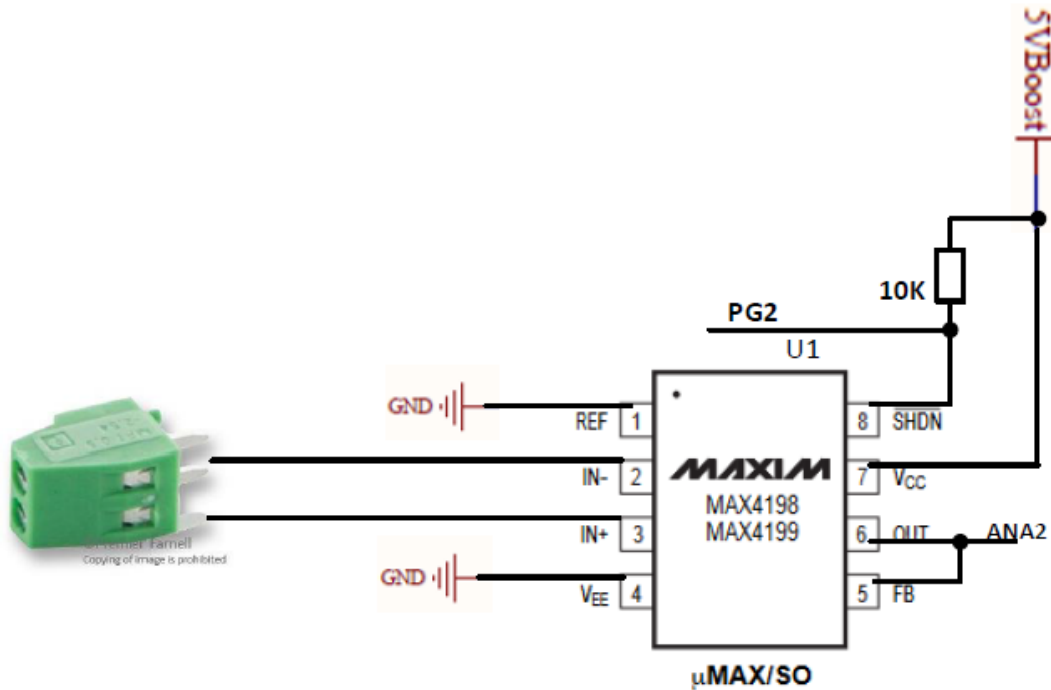 5VBoost
10K
PG2
U1
GND
REF
1
8
SHDN
IN-
2
MAXIM
7
VCC
MAX4198
MAX4199
IN+
3
6
OUT
ANA2
GND
VEE
4
5
FB
µMAX/SO
Copying of image is prohibited